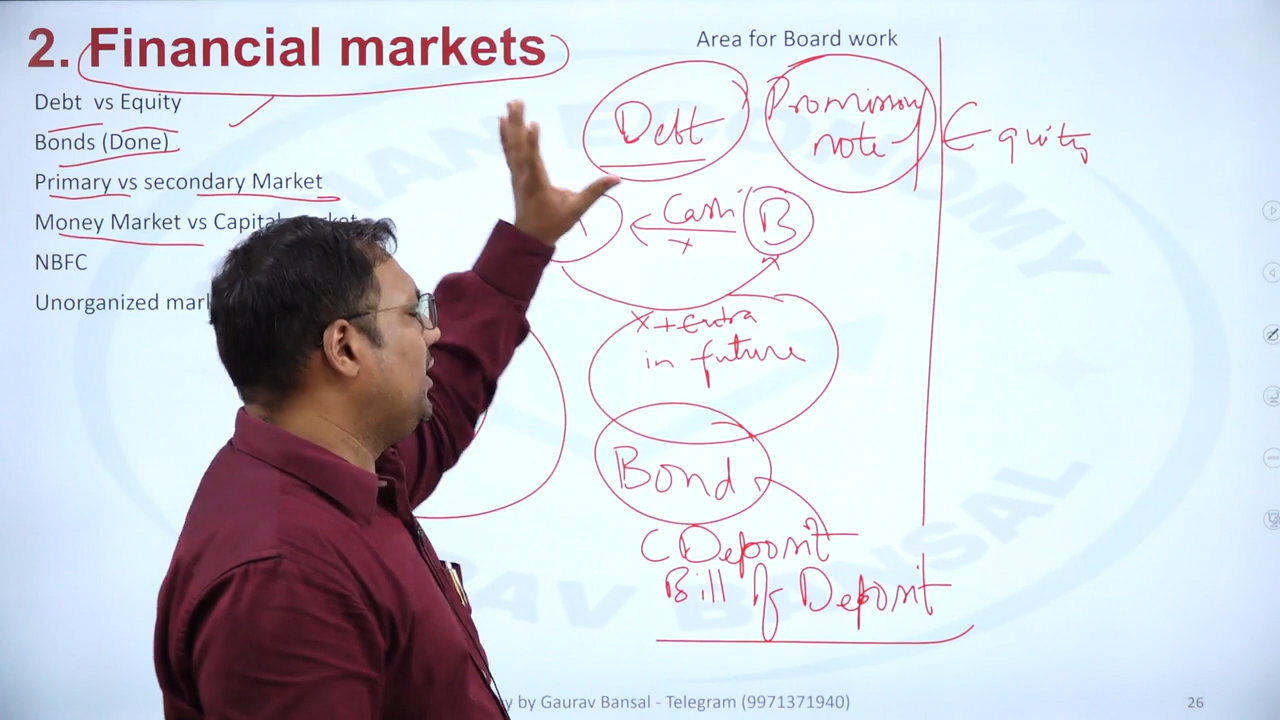 2. Financial markets
Area for Board work
Debt vs Equity
Bonds (Done)
Primary vs secondary Market
Money Market vs Capital market
NBFC
Unorganized mar
Debt
Promissory
note
Equity
Cash
x
B
x + extra
in future
Bond
C Deposit
Bill of Deposit
by Gaurav Bansal - Telegram (9971371940)
26